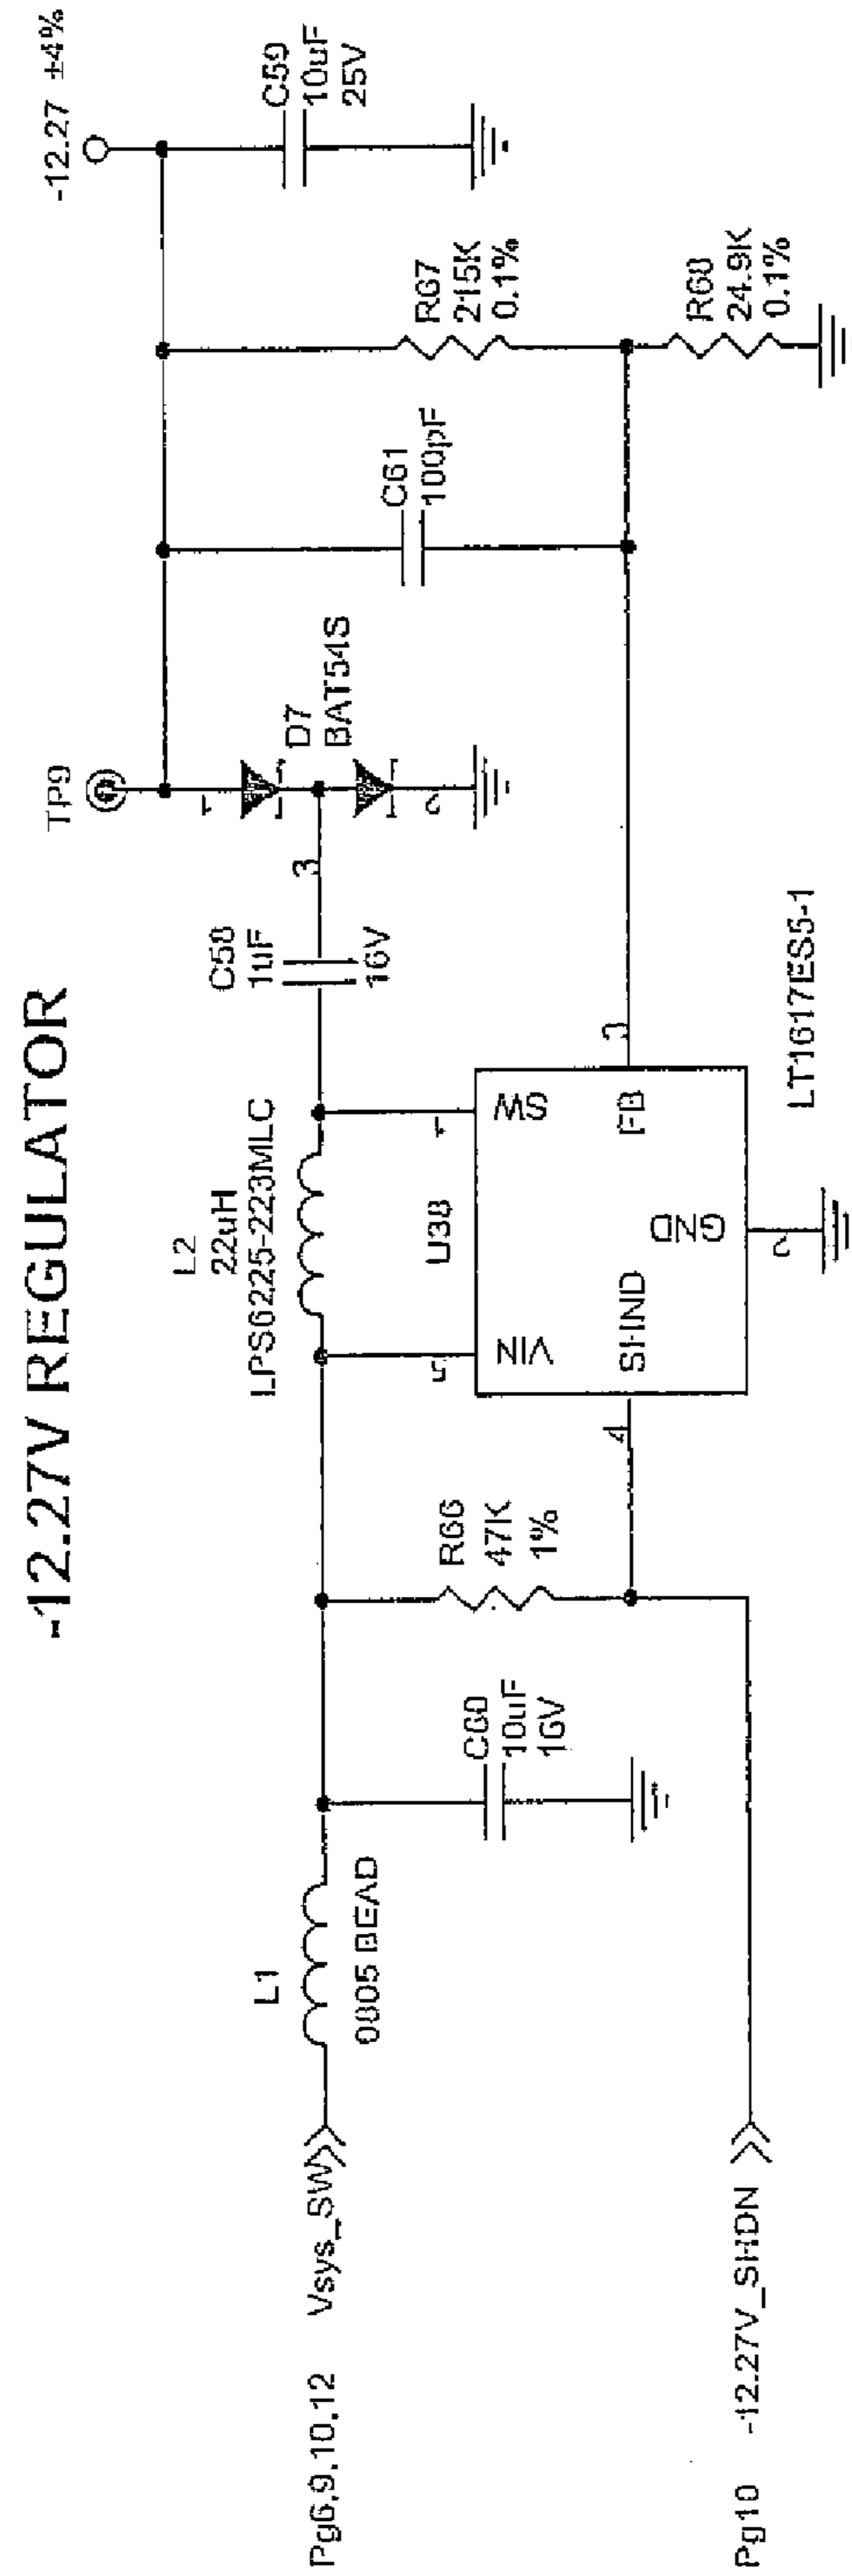 -12.27V REGULATOR
-12.27 ±4%
TP9
C59
10uF
25V
D7
BAT54S
1
2
3
C58
1uF
16V
C61
100pF
R67
215K
0.1%
R68
24.9K
0.1%
L2
22uH
LPS6225-223MLC
U38
VIN
SW
SHND
FB
GND
5
1
4
3
2
LT1617ES5-1
R66
47K
1%
C60
10uF
16V
L1
0805 BEAD
Pg6,9,10,12 Vsys_SW
Pg10 -12.27V_SHDN